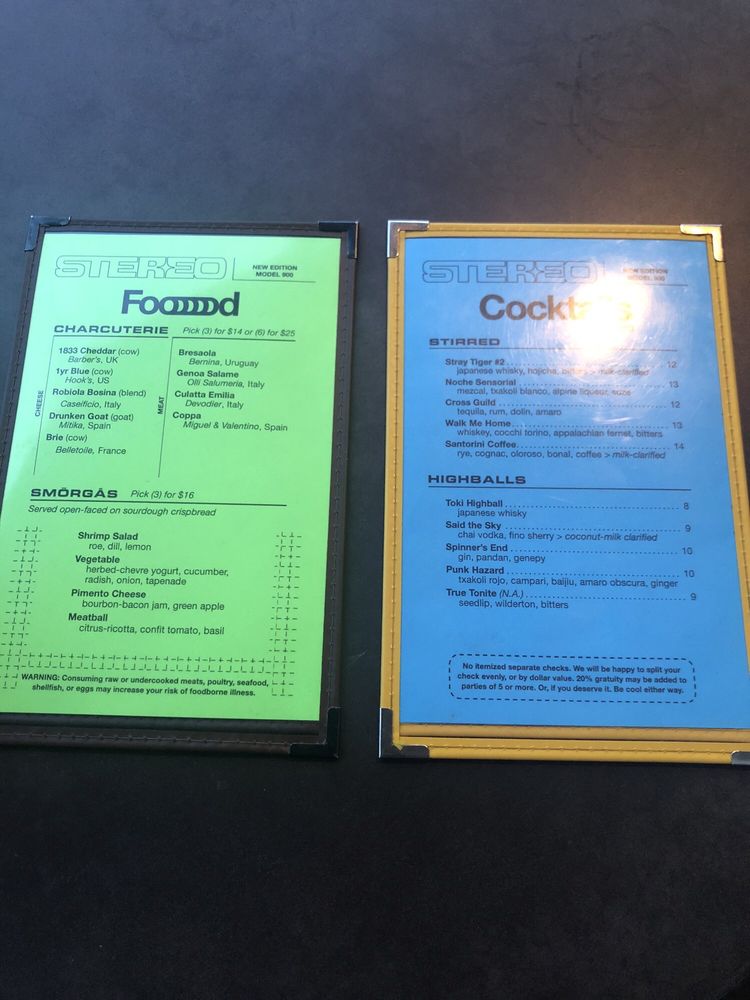 STEREO
NEW EDITION
MODEL 900
Fooooood
CHARCUTERIE Pick (3) for $14 or (6) for $25
CHEESE
1833 Cheddar (cow)
Barber's, UK
1yr Blue (cow)
Hook's, US
Robiola Bosina (blend)
Caseificio, Italy
Drunken Goat (goat)
Mitika, Spain
Brie (cow)
Belletoile, France
MEAT
Bresaola
Bernina, Uruguay
Genoa Salame
Olli Salumeria, Italy
Culatta Emilia
Devodier, Italy
Coppa
Miguel & Valentino, Spain
SMÖRGÅS Pick (3) for $16
Served open-faced on sourdough crispbread
Shrimp Salad
roe, dill, lemon
Vegetable
herbed-chevre yogurt, cucumber,
radish, onion, tapenade
Pimento Cheese
bourbon-bacon jam, green apple
Meatball
citrus-ricotta, confit tomato, basil
WARNING: Consuming raw or undercooked meats, poultry, seafood,
shellfish, or eggs may increase your risk of foodborne illness.
STEREO
NEW EDITION
MODEL 900
Cocktails
STIRRED
Stray Tiger #2 12
japanese whisky, hojicha, bitters > milk-clarified
Noche Sensorial 13
mezcal, txakoli blanco, alpine liqueur, suze
Cross Guild 12
tequila, rum, dolin, amaro
Walk Me Home 13
whiskey, cocchi torino, appalachian fernet, bitters
Santorini Coffee 14
rye, cognac, oloroso, bonal, coffee > milk-clarified
HIGHBALLS
Toki Highball 8
japanese whisky
Said the Sky 9
chai vodka, fino sherry > coconut-milk clarified
Spinner's End 10
gin, pandan, genepy
Punk Hazard 10
txakoli rojo, campari, baijiu, amaro obscura, ginger
True Tonite (N.A.) 9
seedlip, wilderton, bitters
No itemized separate checks. We will be happy to split your
check evenly, or by dollar value. 20% gratuity may be added to
parties of 5 or more. Or, if you deserve it. Be cool either way.